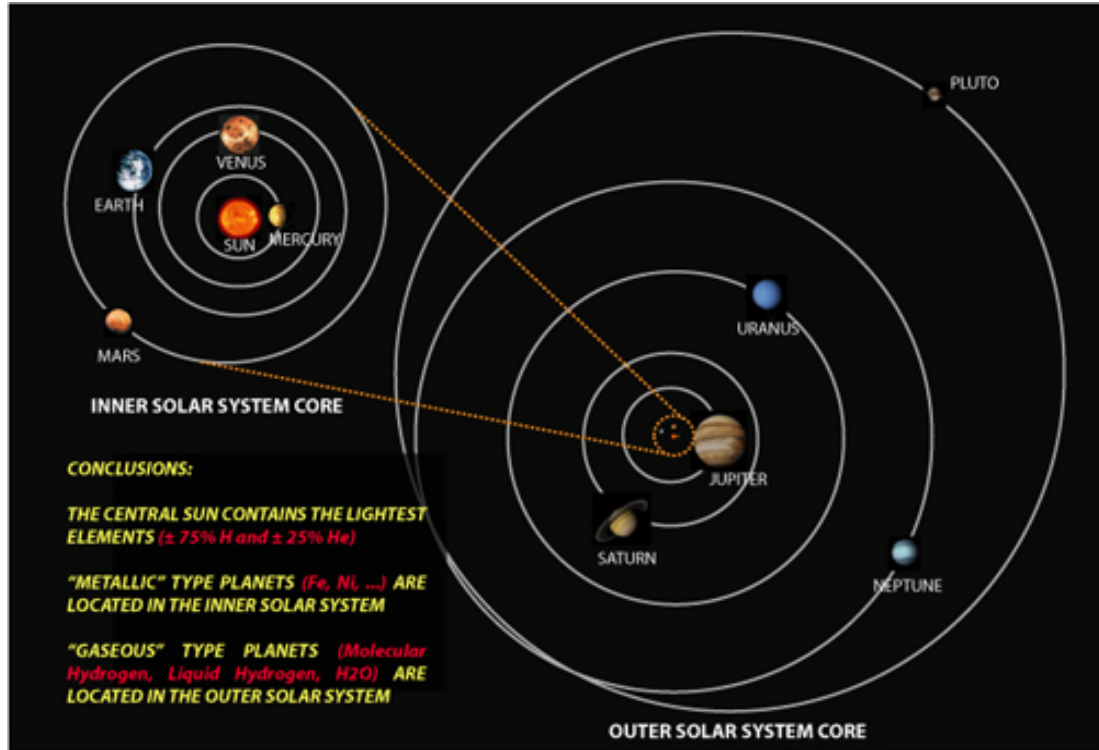 PLUTO
VENUS
EARTH
SUN
MERCURY
MARS
URANUS
JUPITER
SATURN
NEPTUNE
INNER SOLAR SYSTEM CORE
CONCLUSIONS:
THE CENTRAL SUN CONTAINS THE LIGHTEST
ELEMENTS (± 75% H and ± 25% He)
"METALLIC" TYPE PLANETS (Fe, Ni, ...) ARE
LOCATED IN THE INNER SOLAR SYSTEM
"GASEOUS" TYPE PLANETS (Molecular
Hydrogen, Liquid Hydrogen, H2O) ARE
LOCATED IN THE OUTER SOLAR SYSTEM
OUTER SOLAR SYSTEM CORE